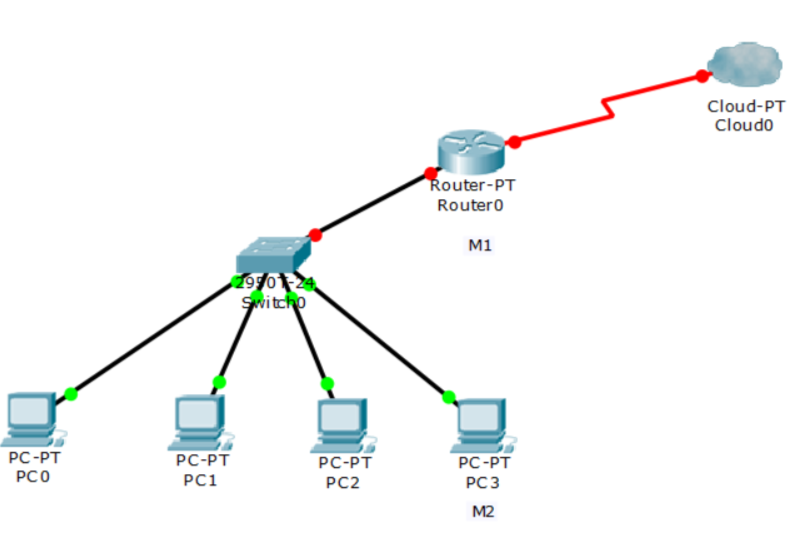 Cloud-PT
Cloud0
Router-PT
Router0
M1
2950T-24
Switch0
PC-PT
PC0
PC-PT
PC1
PC-PT
PC2
PC-PT
PC3
M2